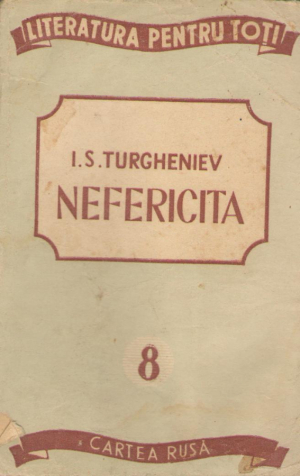 LITERATURA PENTRU TOȚI
I.S. TURGHENIEV
NEFERICITA
8
CARTEA RUSĂ